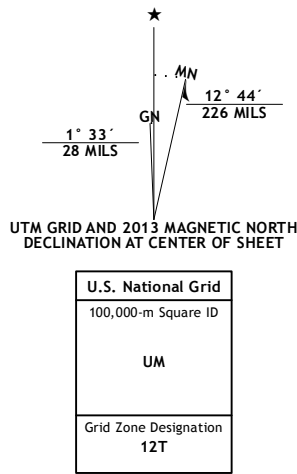 MN
GN
12° 44´
226 MILS
1° 33´
28 MILS
UTM GRID AND 2013 MAGNETIC NORTH
DECLINATION AT CENTER OF SHEET
U.S. National Grid
100,000-m Square ID
UM
Grid Zone Designation
12T